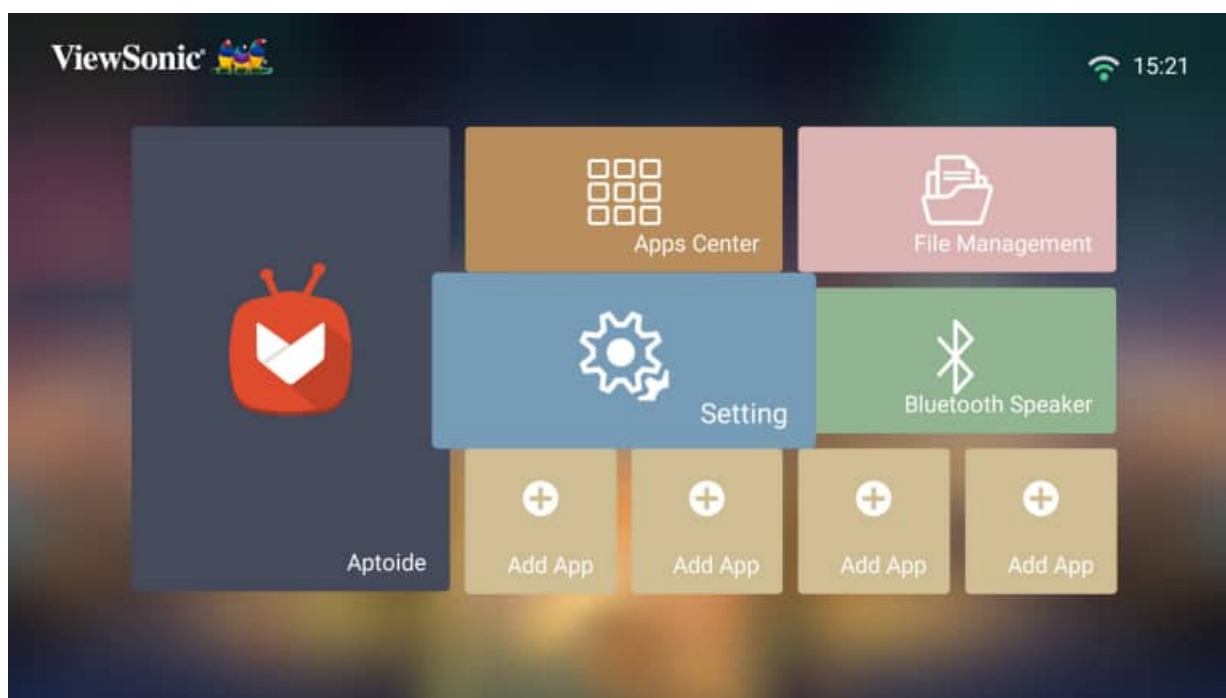 ViewSonic®
15:21
Apps Center
File Management
Setting
Bluetooth Speaker
Aptoide
Add App
Add App
Add App
Add App